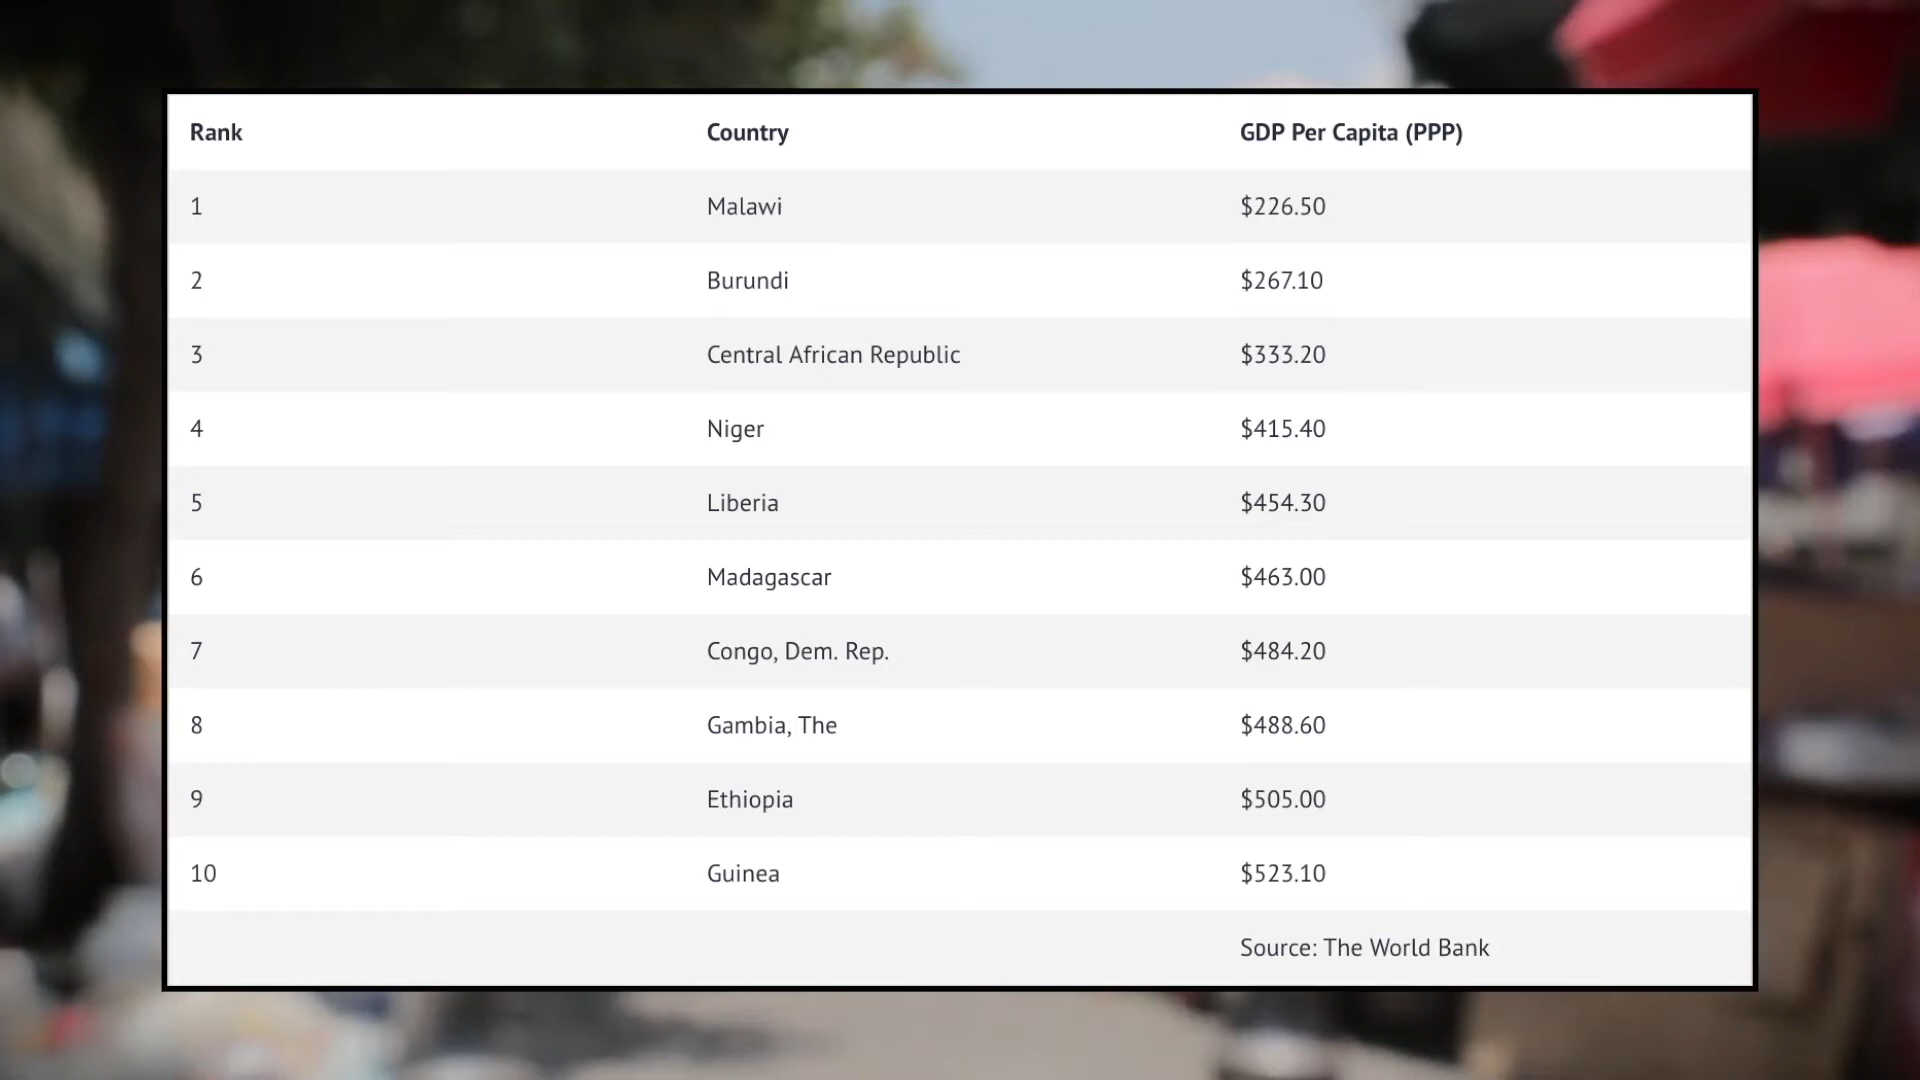 Rank Country GDP Per Capita (PPP)
1 Malawi $226.50
2 Burundi $267.10
3 Central African Republic $333.20
4 Niger $415.40
5 Liberia $454.30
6 Madagascar $463.00
7 Congo, Dem. Rep. $484.20
8 Gambia, The $488.60
9 Ethiopia $505.00
10 Guinea $523.10
Source: The World Bank